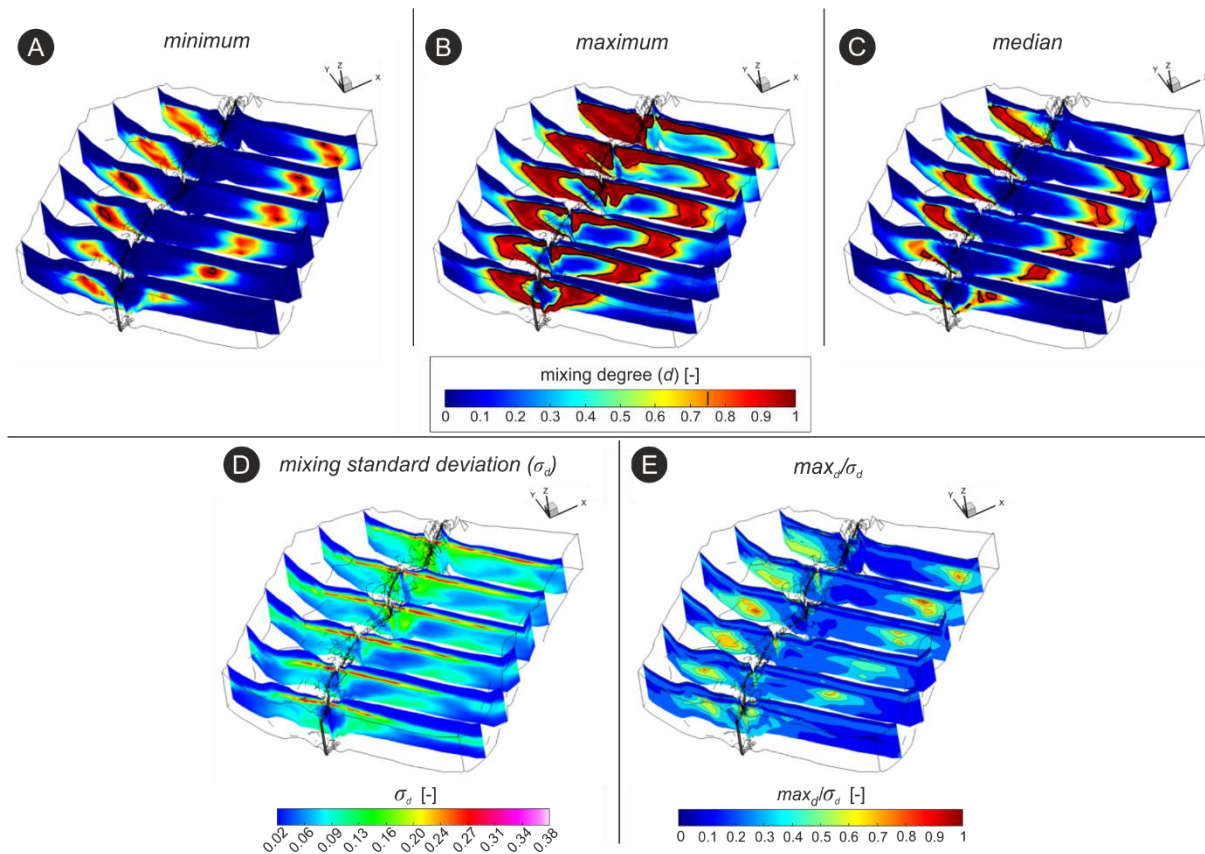 A minimum
B maximum
C median
Y Z X
Y Z X
Y Z X
mixing degree (d) [-]
0 0.1 0.2 0.3 0.4 0.5 0.6 0.7 0.8 0.9 1
D mixing standard deviation (σd)
E maxd/σd
Y Z X
Y Z X
σd [-]
0.02 0.06 0.09 0.13 0.16 0.20 0.24 0.27 0.31 0.34 0.38
maxd/σd [-]
0 0.1 0.2 0.3 0.4 0.5 0.6 0.7 0.8 0.9 1